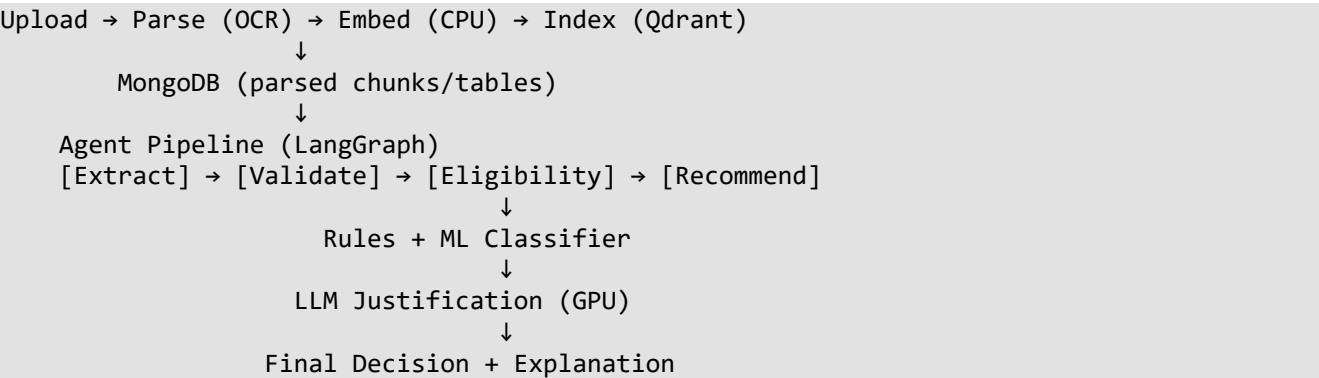 Upload → Parse (OCR) → Embed (CPU) → Index (Qdrant)
↓
MongoDB (parsed chunks/tables)
↓
Agent Pipeline (LangGraph)
[Extract] → [Validate] → [Eligibility] → [Recommend]
↓
Rules + ML Classifier
↓
LLM Justification (GPU)
↓
Final Decision + Explanation